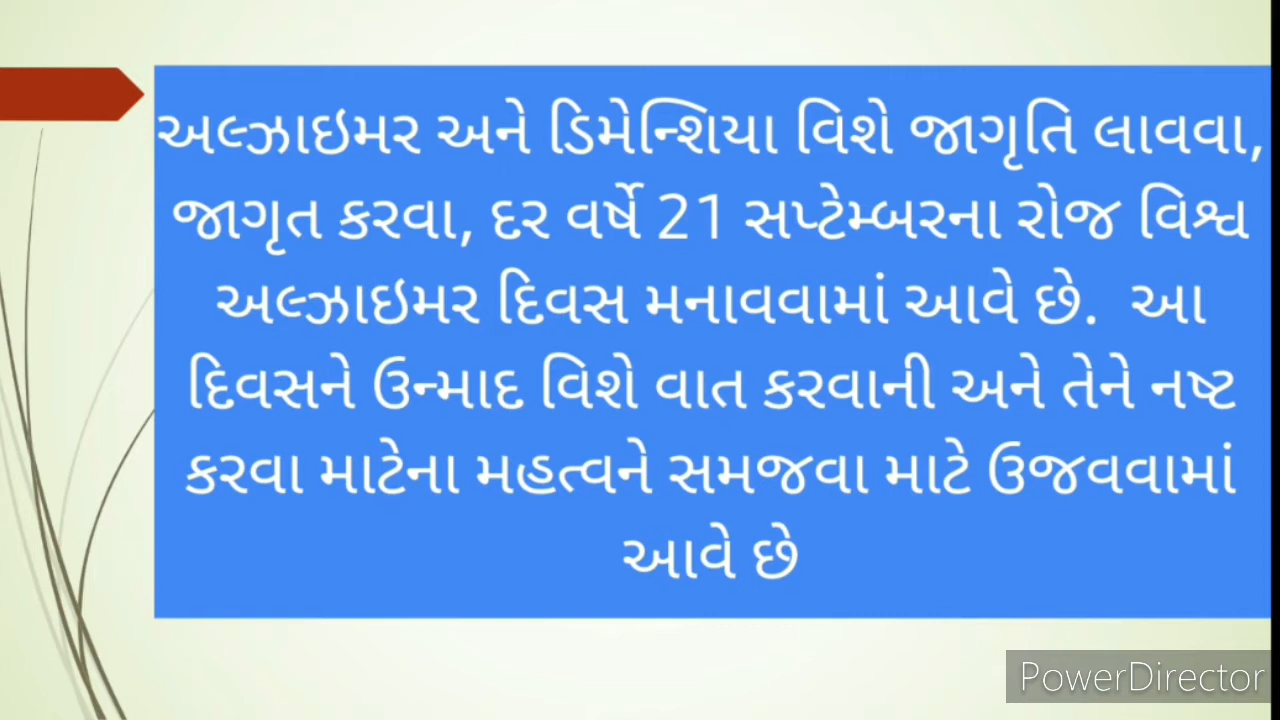 અલ્ઝાઇમર અને ડિમેન્શિયા વિશે જાગૃતિ લાવવા,
જાગૃત કરવા, દર વર્ષે 21 સપ્ટેમ્બરના રોજ વિશ્વ
અલ્ઝાઇમર દિવસ મનાવવામાં આવે છે. આ
દિવસને ઉન્માદ વિશે વાત કરવાની અને તેને નષ્ટ
કરવા માટેના મહત્વને સમજવા માટે ઉજવવામાં
આવે છે
PowerDirector